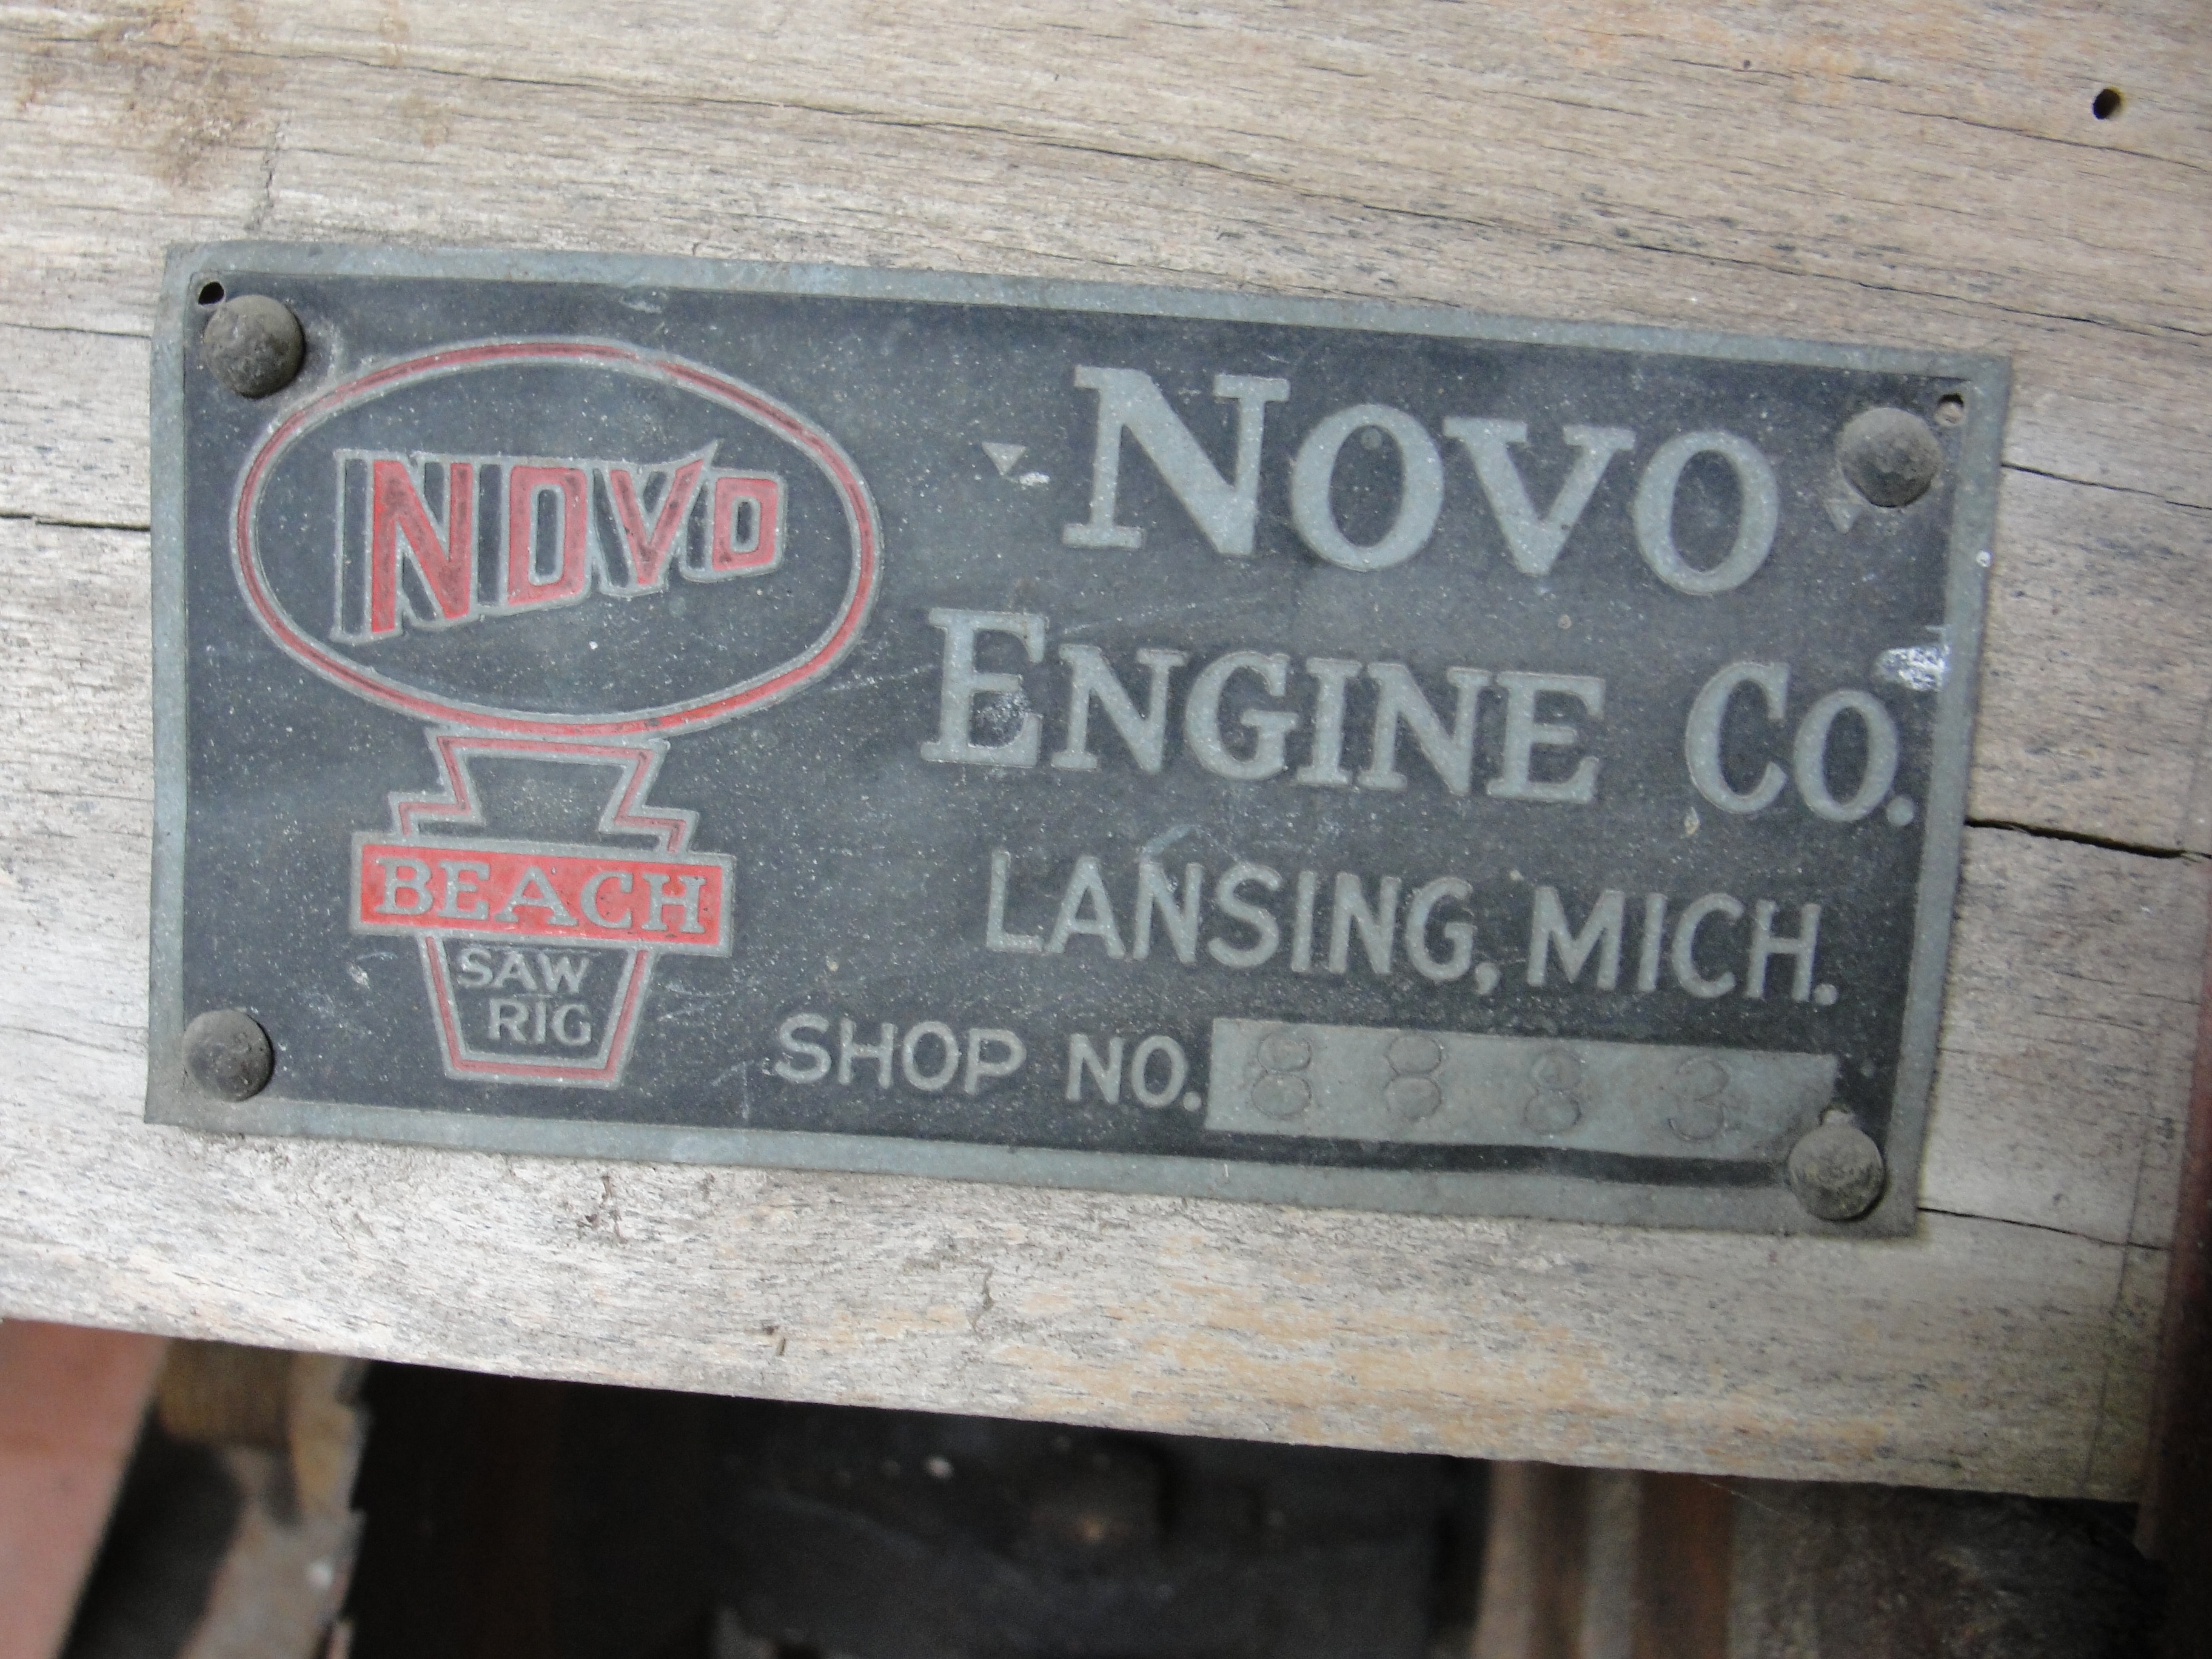 NOVO
BEACH
SAW
RIG
NOVO
ENGINE CO.
LANSING, MICH.
SHOP NO. 8883